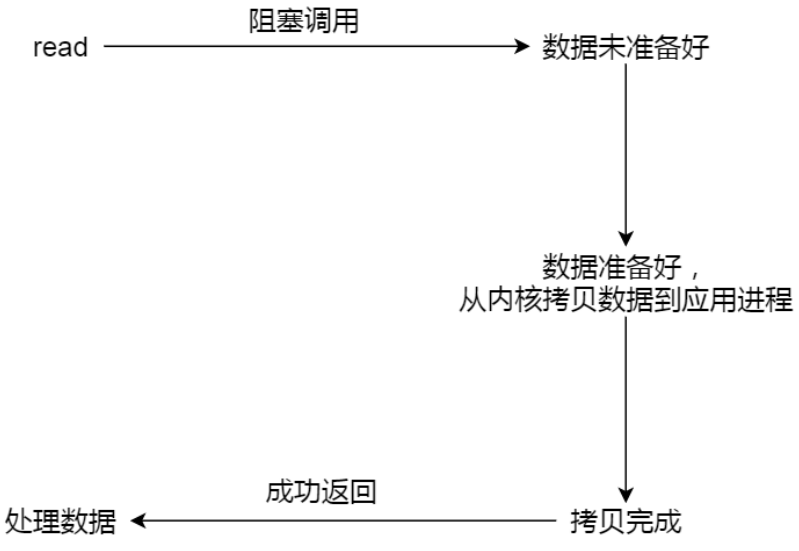 阻塞调用
read
数据未准备好
数据准备好，
从内核拷贝数据到应用进程
成功返回
处理数据
拷贝完成